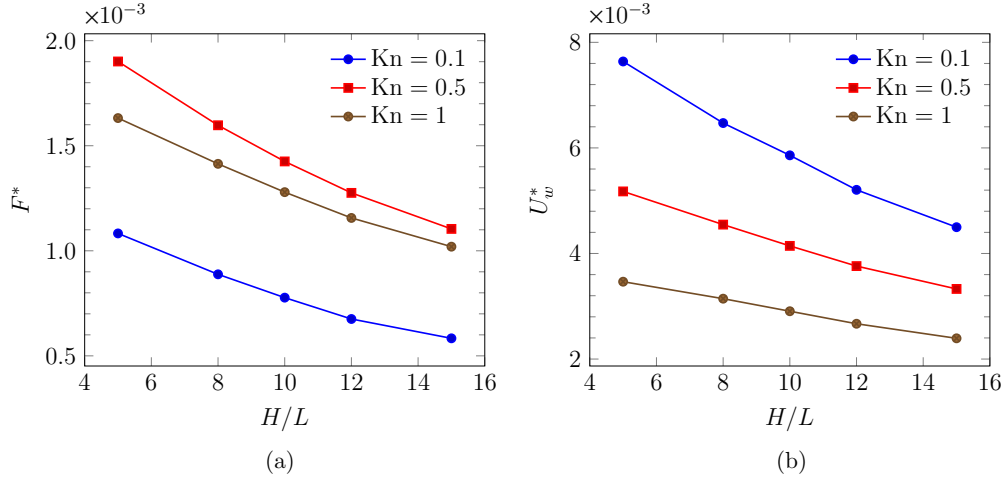 ×10⁻³
2.0
1.5
1.0
0.5
4 6 8 10 12 14 16
F*
H/L
Kn = 0.1
Kn = 0.5
Kn = 1
(a)
×10⁻³
8
6
4
2
4 6 8 10 12 14 16
U*w
H/L
Kn = 0.1
Kn = 0.5
Kn = 1
(b)